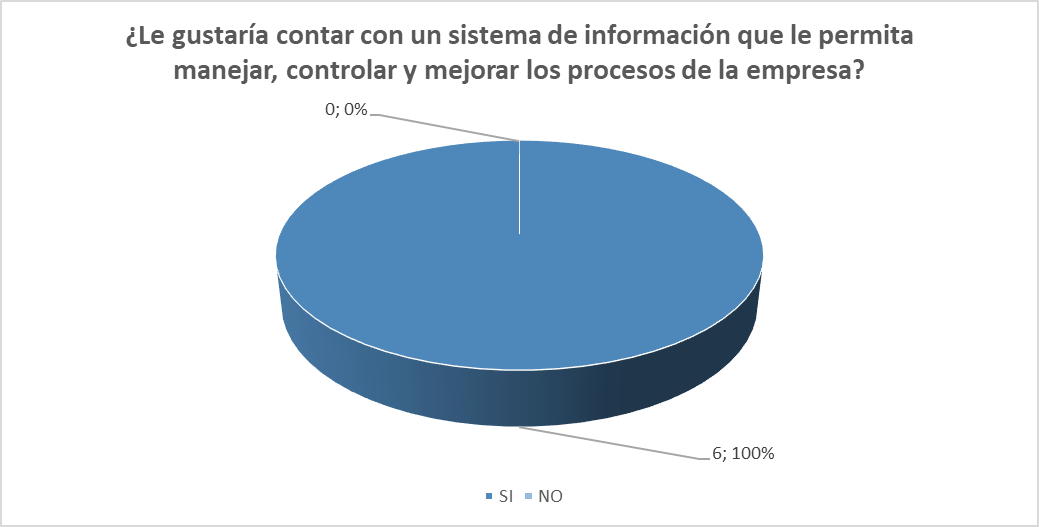 ¿Le gustaría contar con un sistema de información que le permita
manejar, controlar y mejorar los procesos de la empresa?
0; 0%
6; 100%
SI NO